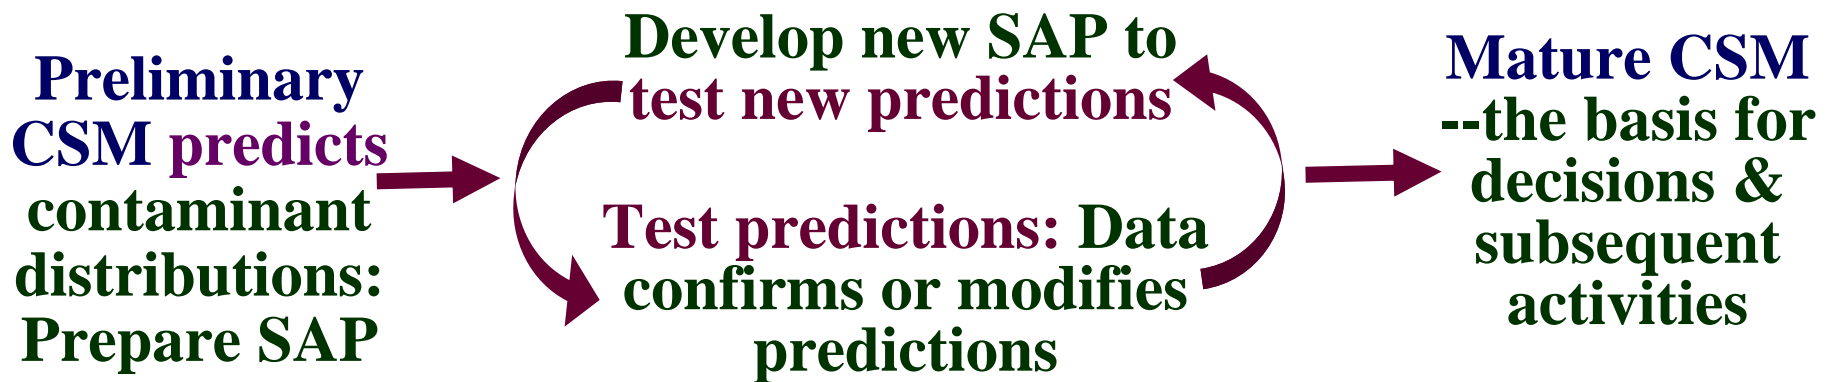 Preliminary
CSM predicts
contaminant
distributions:
Prepare SAP
Develop new SAP to
test new predictions
Test predictions: Data
confirms or modifies
predictions
Mature CSM
--the basis for
decisions &
subsequent
activities